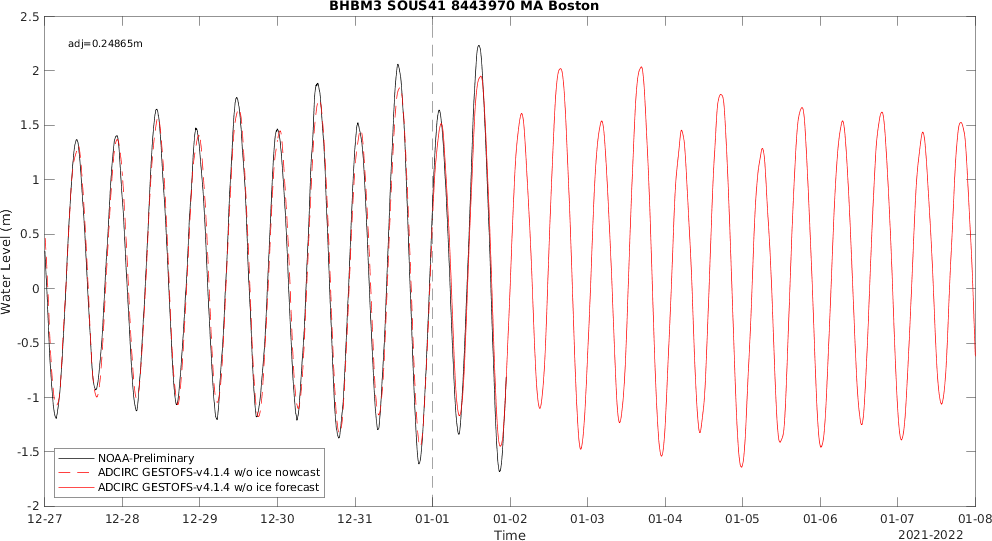 BHBM3 SOUS41 8443970 MA Boston
adj=0.24865m
2.5
2
1.5
1
0.5
0
-0.5
-1
-1.5
-2
Water Level (m)
NOAA-Preliminary
ADCIRC GESTOFS-v4.1.4 w/o ice nowcast
ADCIRC GESTOFS-v4.1.4 w/o ice forecast
12-27 12-28 12-29 12-30 12-31 01-01 01-02 01-03 01-04 01-05 01-06 01-07 01-08
Time
2021-2022